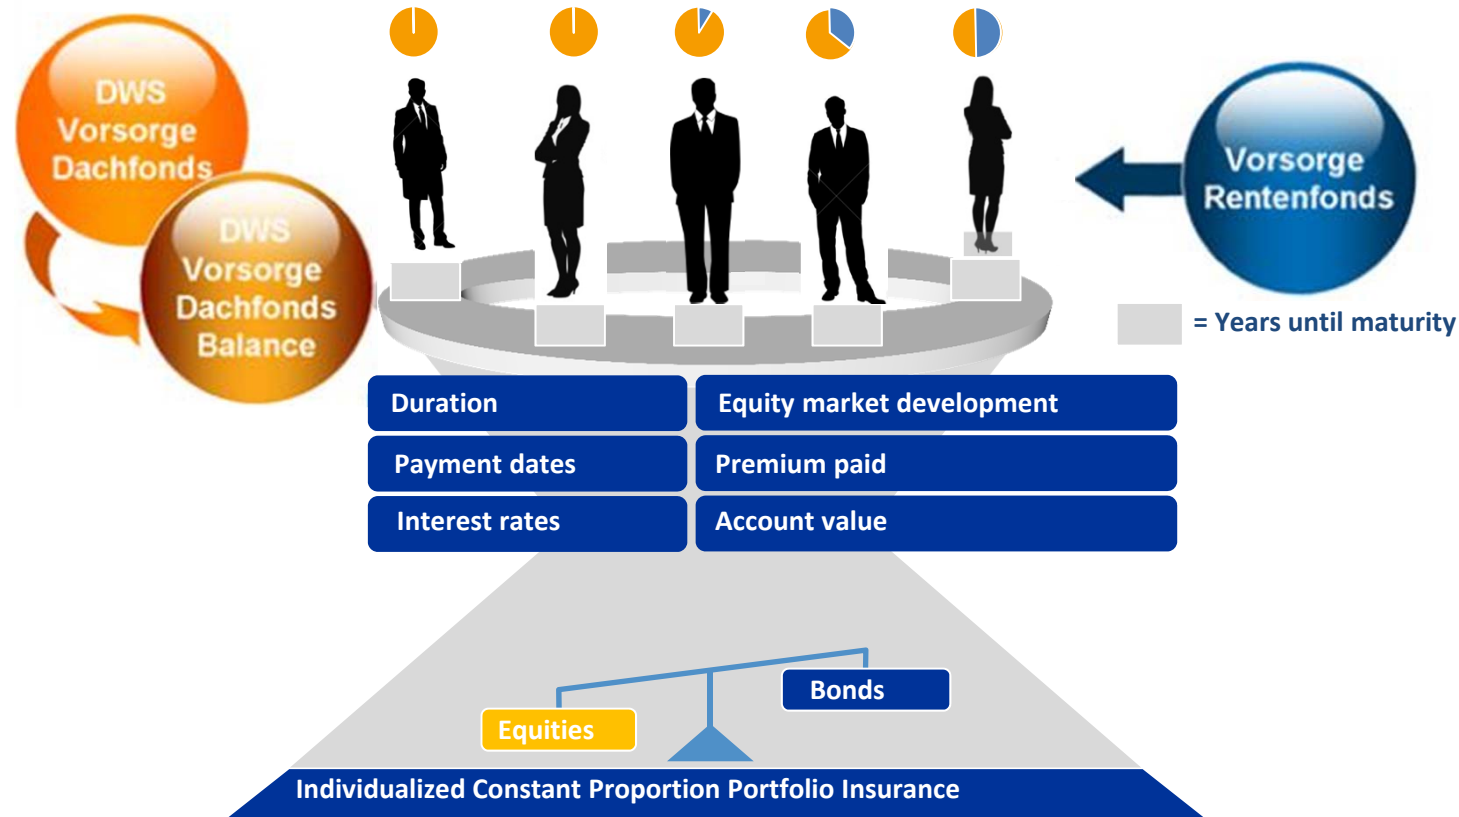 DWS
Vorsorge
Dachfonds
DWS
Vorsorge
Dachfonds
Balance
Vorsorge
Rentenfonds
= Years until maturity
Duration
Equity market development
Payment dates
Premium paid
Interest rates
Account value
Bonds
Equities
Individualized Constant Proportion Portfolio Insurance